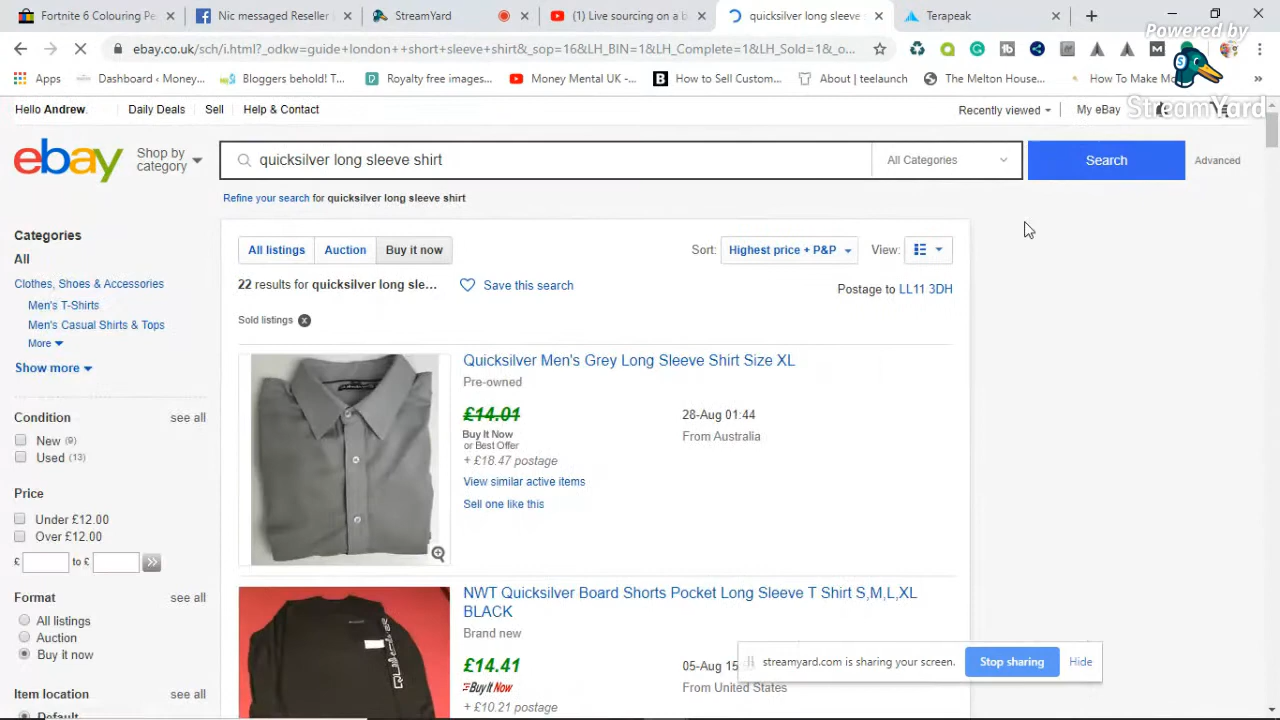 Fortnite 6 Colouring Pe
Nic messaged Reseller
StreamYard
(1) Live sourcing on a b
quicksilver long sleeve s
Terapeak
ebay.co.uk/sch/i.html?_odkw=guide+london++short+sleeve+shirt&_sop=16&LH_BIN=1&LH_Complete=1&LH_Sold=1&_o...
Powered by
StreamYard
Apps
Dashboard ‹ Money...
Bloggers behold! T...
Royalty free images...
Money Mental UK -...
How to Sell Custom...
About | teelaunch
The Melton House...
How To Make Mo
Hello Andrew.
Daily Deals
Sell
Help & Contact
Recently viewed
My eBay
ebay
Shop by
category
quicksilver long sleeve shirt
All Categories
Search
Advanced
Refine your search for quicksilver long sleeve shirt
Categories
All
Clothes, Shoes & Accessories
Men's T-Shirts
Men's Casual Shirts & Tops
More
Show more
Condition see all
New (9)
Used (13)
Price
Under £12.00
Over £12.00
£ to £
Format see all
All listings
Auction
Buy it now
Item location see all
Default
All listings
Auction
Buy it now
Sort: Highest price + P&P
View:
22 results for quicksilver long sle...
Save this search
Postage to LL11 3DH
Sold listings
Quicksilver Men's Grey Long Sleeve Shirt Size XL
Pre-owned
£14.01
28-Aug 01:44
Buy It Now
or Best Offer
From Australia
+ £18.47 postage
View similar active items
Sell one like this
NWT Quicksilver Board Shorts Pocket Long Sleeve T Shirt S,M,L,XL
BLACK
Brand new
£14.41
05-Aug 15
Buy It Now
From United States
+ £10.21 postage
streamyard.com is sharing your screen.
Stop sharing
Hide